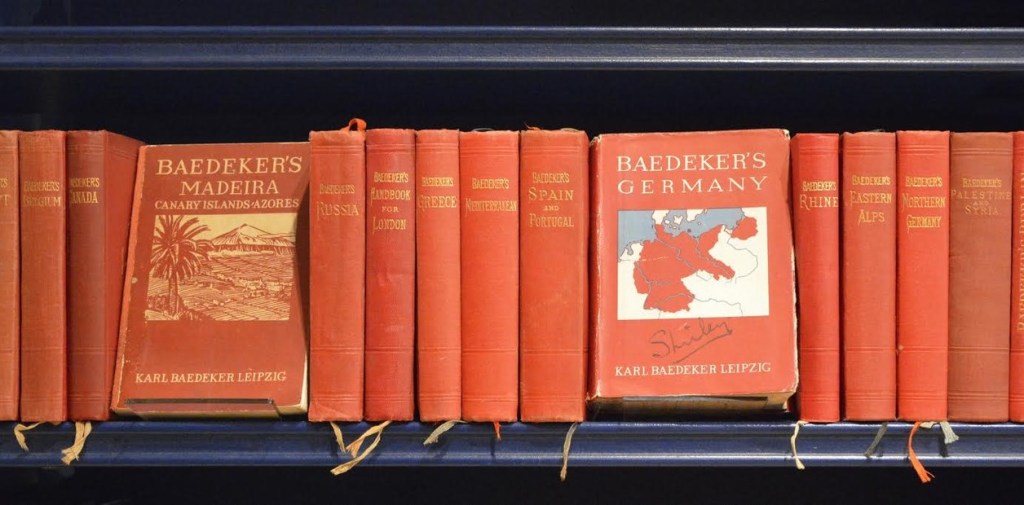 BAEDEKER'S
BELGIUM
BAEDEKER'S
CANADA
BAEDEKER'S
MADEIRA
CANARY ISLANDS·AZORES
KARL BAEDEKER LEIPZIG
BAEDEKER'S
RUSSIA
BAEDEKER'S
HANDBOOK
FOR
LONDON
BAEDEKER'S
GREECE
BAEDEKER'S
MEDITERRANEAN
BAEDEKER'S
SPAIN
AND
PORTUGAL
BAEDEKER'S
GERMANY
Shirley
KARL BAEDEKER LEIPZIG
BAEDEKER'S
RHINE
BAEDEKER'S
EASTERN
ALPS
BAEDEKER'S
NORTHERN
GERMANY
BAEDEKER'S
PALESTINE
AND
SYRIA